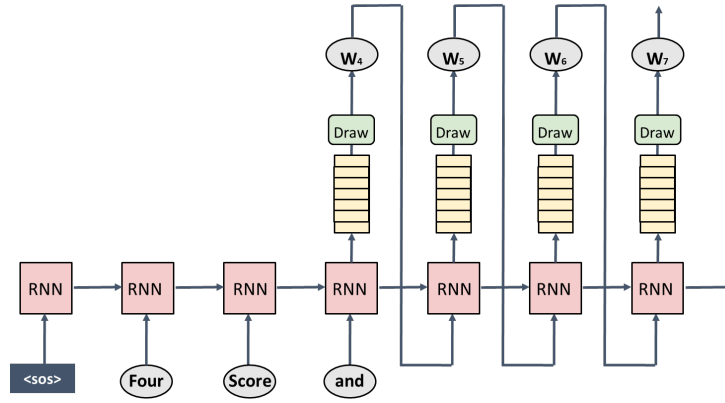 W4 W5 W6 W7
Draw Draw Draw Draw
RNN RNN RNN RNN RNN RNN RNN
<sos> Four Score and